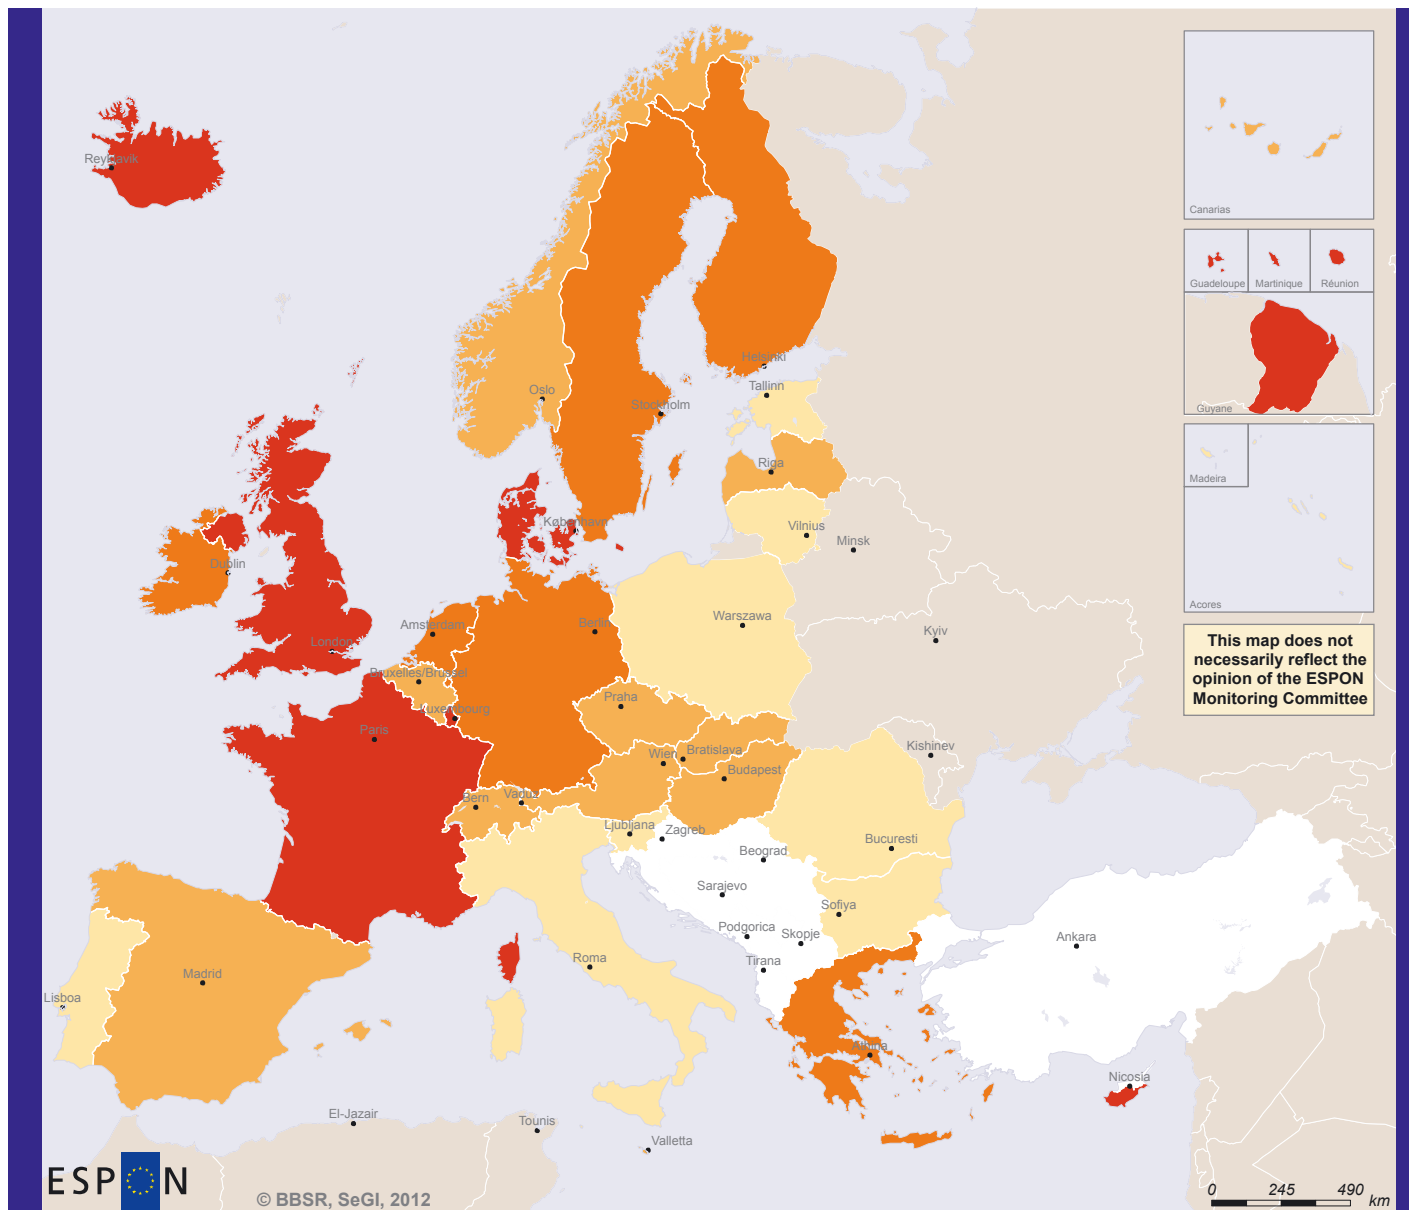 Reykjavik
Canarias
Guadeloupe
Martinique
Réunion
Guyane
Helsinki
Tallinn
Oslo
Stockholm
Riga
Madeira
Acores
København
Vilnius
Minsk
Dublin
Warszawa
Amsterdam
Berlin
Kyiv
London
Bruxelles/Brussel
This map does not
necessarily reflect the
opinion of the ESPON
Monitoring Committee
Praha
Luxembourg
Paris
Wien
Bratislava
Kishinev
Budapest
Bern
Vaduz
Ljubljana
Zagreb
Bucuresti
Beograd
Sarajevo
Sofiya
Podgorica
Skopje
Ankara
Tirana
Roma
Madrid
Lisboa
Athina
Nicosia
El-Jazair
Tounis
Valletta
ESPON
© BBSR, SeGI, 2012
0 245 490
km